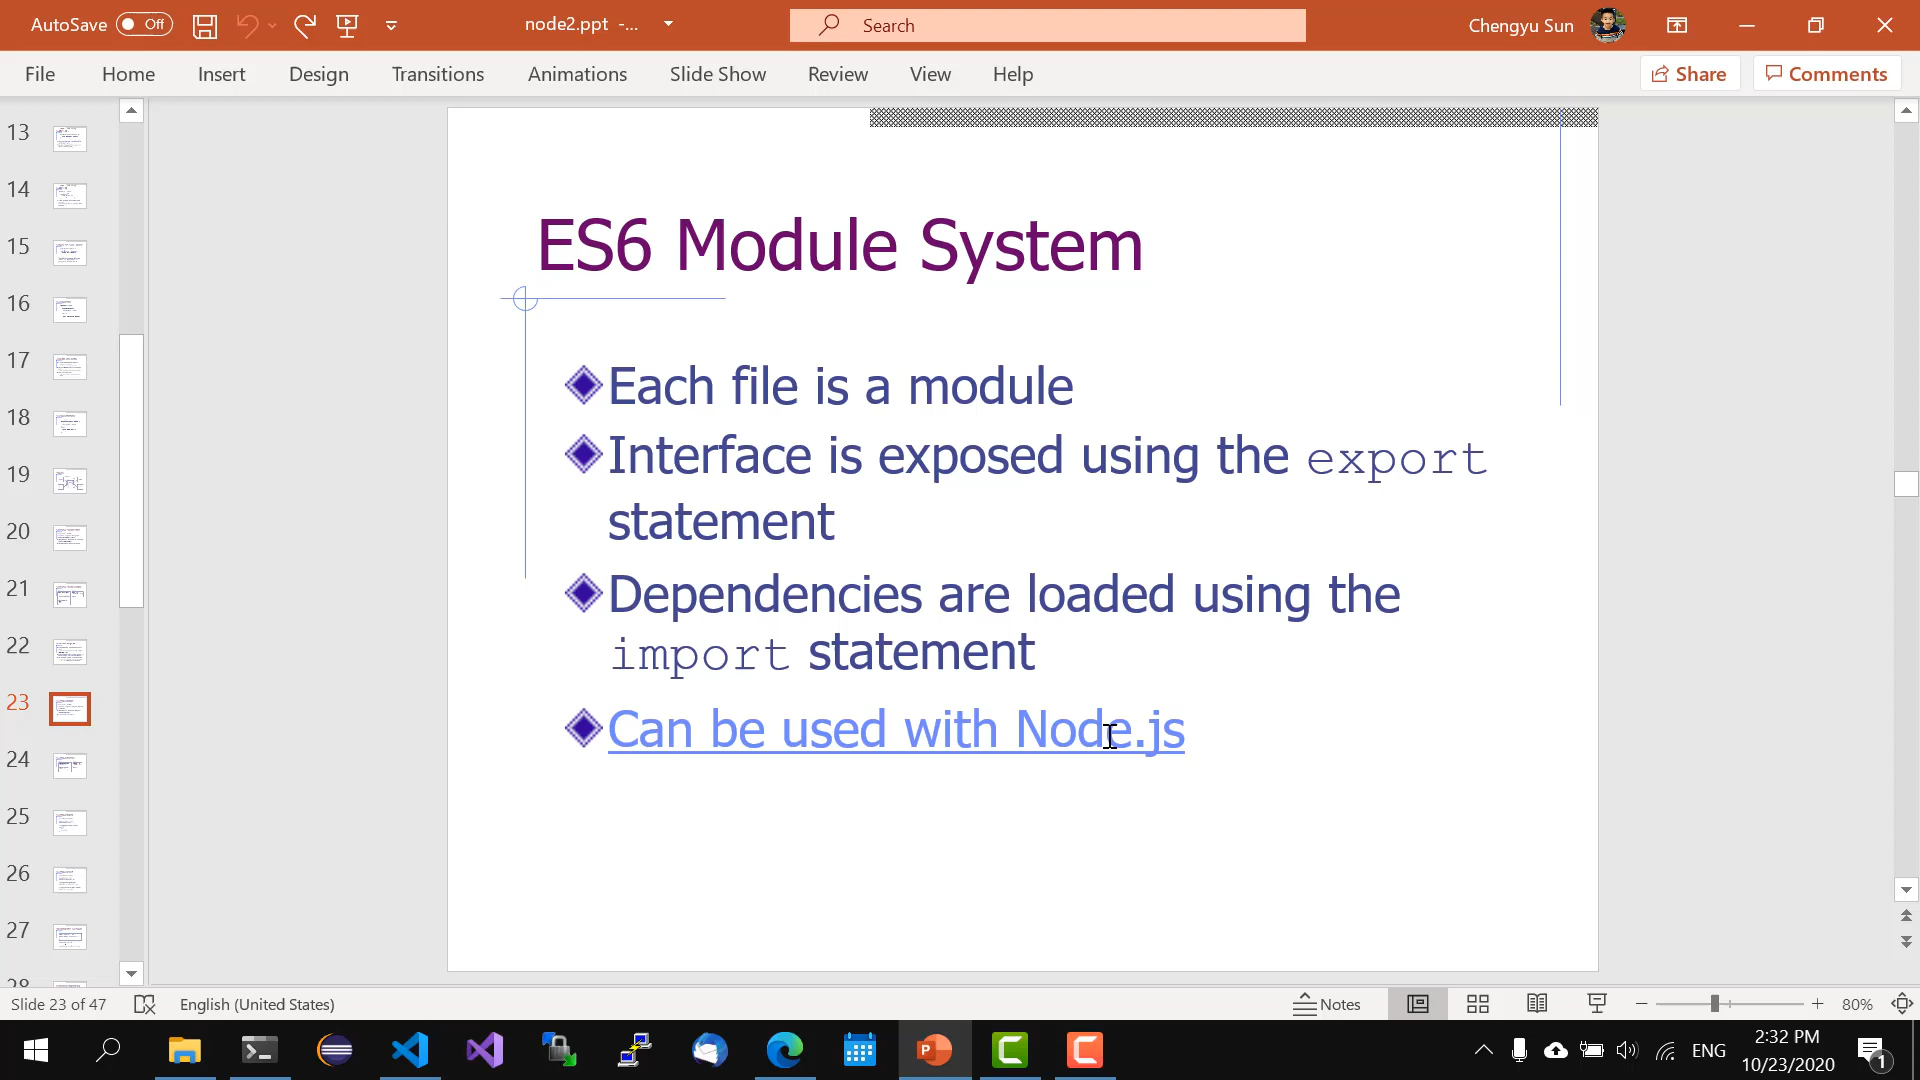 AutoSave Off
node2.ppt -...
Search
Chengyu Sun
File Home Insert Design Transitions Animations Slide Show Review View Help
Share
Comments
13
14
15
16
17
18
19
20
21
22
23
24
25
26
27
28
ES6 Module System
Each file is a module
Interface is exposed using the export
statement
Dependencies are loaded using the
import statement
Can be used with Node.js
Slide 23 of 47
English (United States)
Notes
80%
ENG
2:32 PM
10/23/2020
1